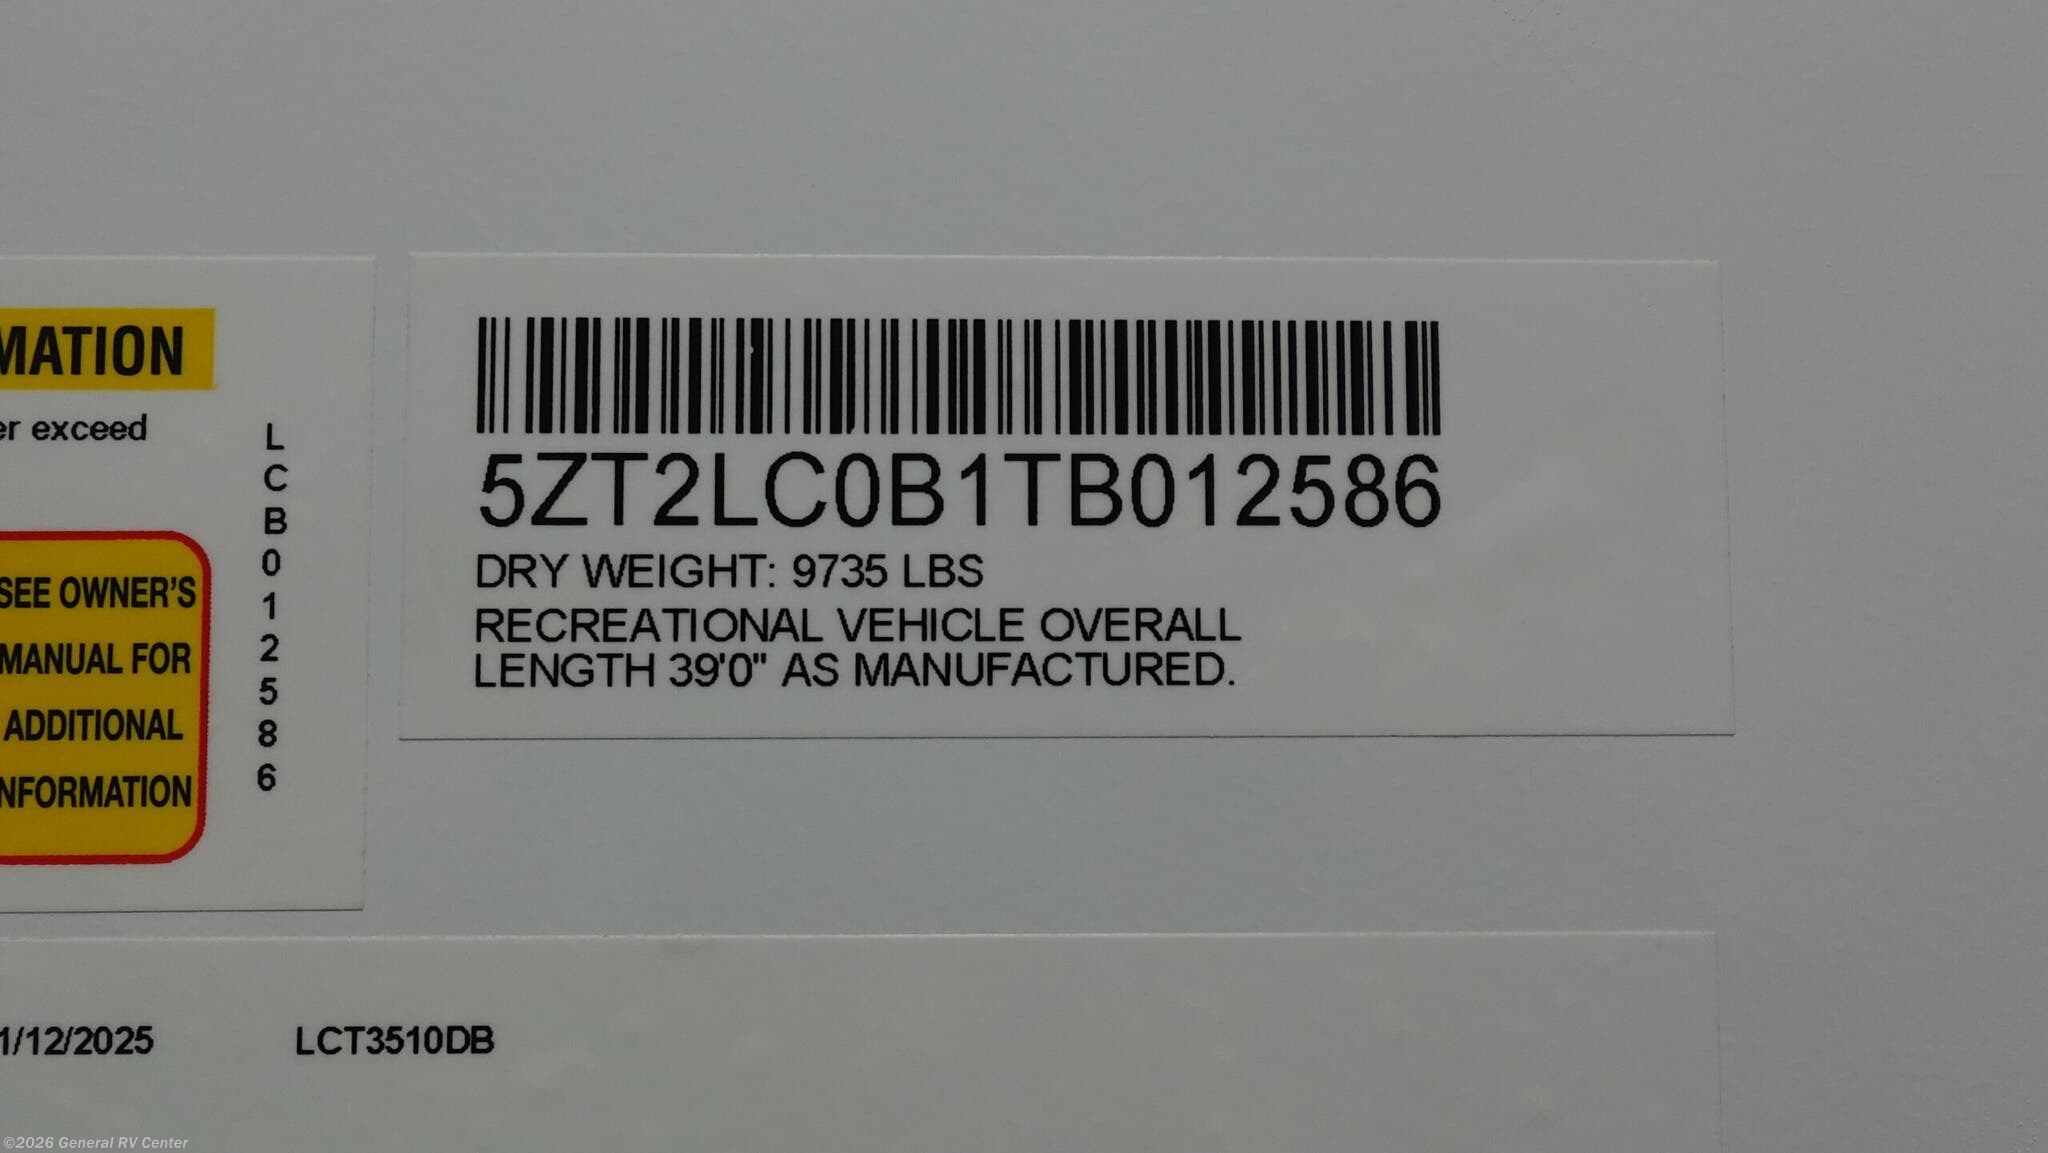 MATION
er exceed
SEE OWNER'S
MANUAL FOR
ADDITIONAL
NFORMATION
L
C
B
0
1
2
5
8
6
5ZT2LC0B1TB012586
DRY WEIGHT: 9735 LBS
RECREATIONAL VEHICLE OVERALL
LENGTH 39'0" AS MANUFACTURED.
1/12/2025 LCT3510DB
©2026 General RV Center